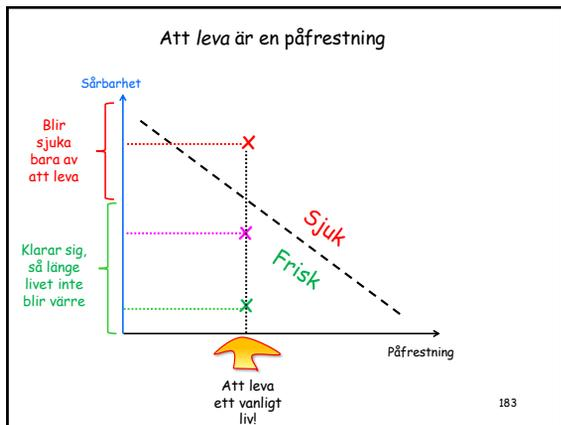 Att leva är en påfrestning
Sårbarhet
Blir
sjuka
bara av
att leva
Klarar sig,
så länge
livet inte
blir värre
Sjuk
Frisk
Påfrestning
Att leva
ett vanligt
liv!
183